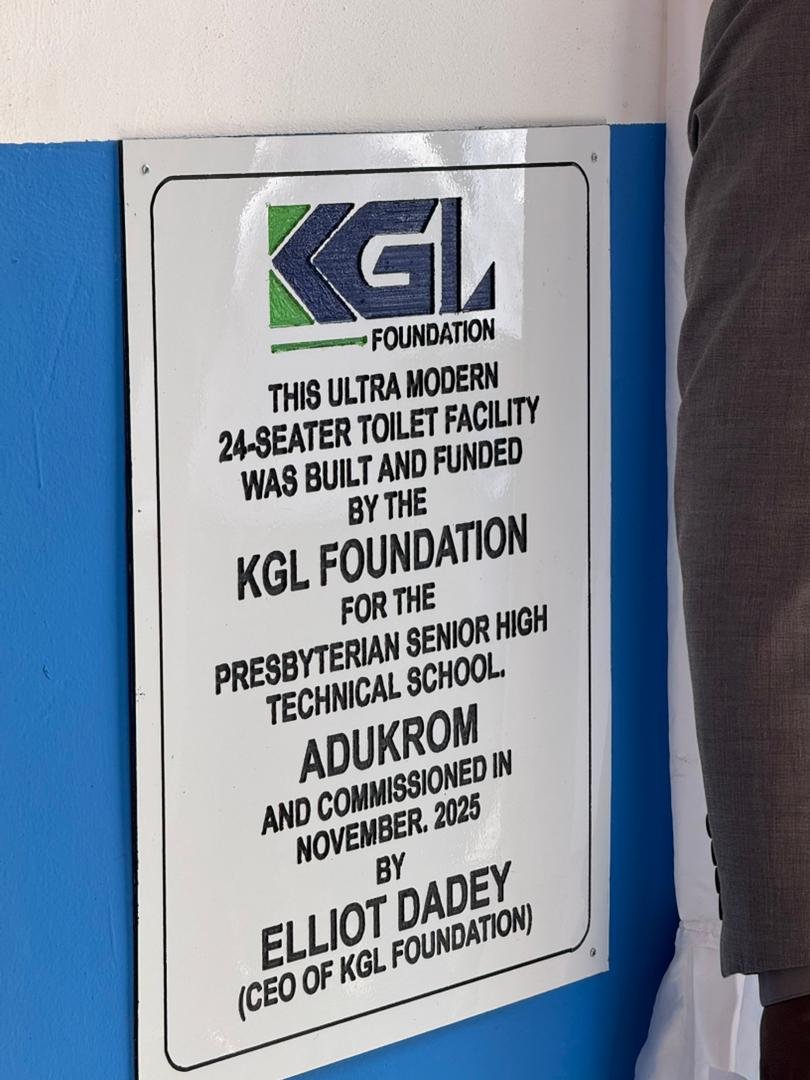 KGL
FOUNDATION
THIS ULTRA MODERN
24-SEATER TOILET FACILITY
WAS BUILT AND FUNDED
BY THE
KGL FOUNDATION
FOR THE
PRESBYTERIAN SENIOR HIGH
TECHNICAL SCHOOL.
ADUKROM
AND COMMISSIONED IN
NOVEMBER. 2025
BY
ELLIOT DADEY
(CEO OF KGL FOUNDATION)